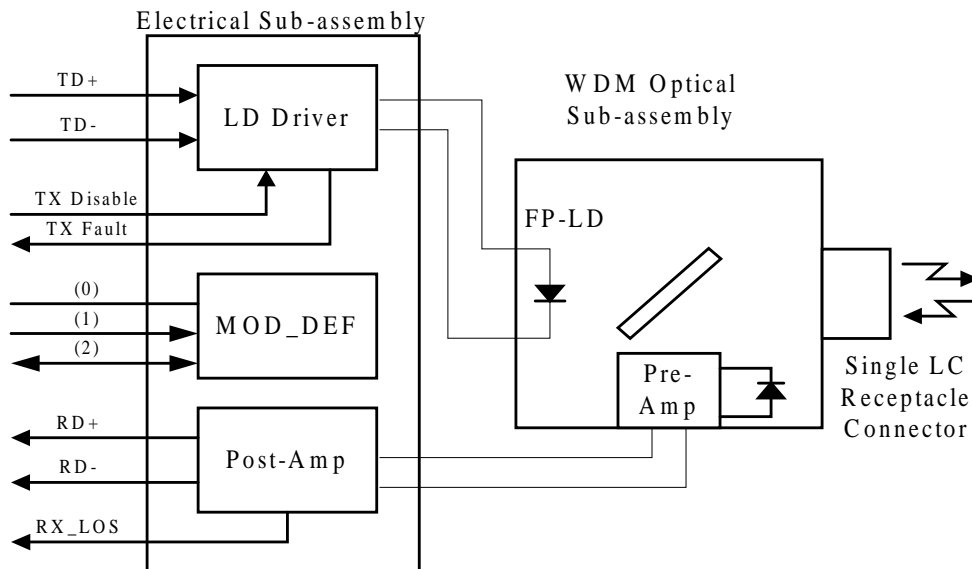 Electrical Sub-assembly
TD+
TD-
LD Driver
TX Disable
TX Fault
(0)
(1)
(2)
MOD_DEF
RD+
RD-
Post-Amp
RX_LOS
WDM Optical
Sub-assembly
FP-LD
Pre-
Amp
Single LC
Receptacle
Connector